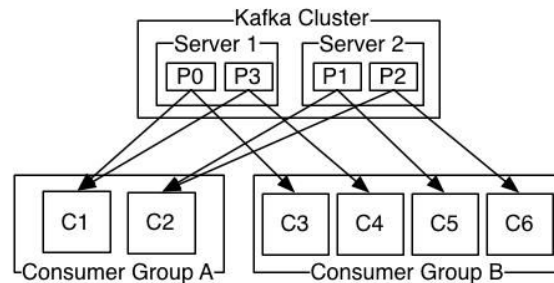 Kafka Cluster
Server 1 Server 2
P0 P3 P1 P2
C1 C2 C3 C4 C5 C6
Consumer Group A Consumer Group B